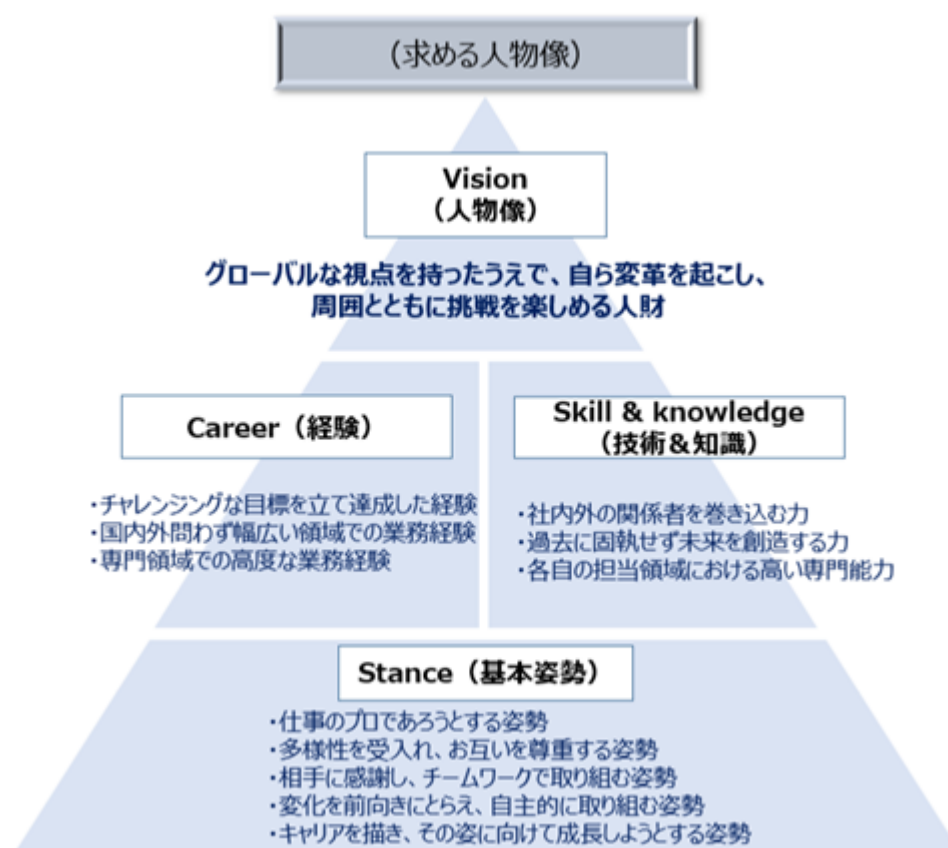 (求める人物像)
Vision
（人物像）
グローバルな視点を持ったうえで、自ら変革を起こし、
周囲とともに挑戦を楽しめる人財
Career（経験）
・チャレンジングな目標を立て達成した経験
・国内外問わず幅広い領域での業務経験
・専門領域での高度な業務経験
Skill & knowledge
（技術＆知識）
・社内外の関係者を巻き込む力
・過去に固執せず未来を創造する力
・各自の担当領域における高い専門能力
Stance（基本姿勢）
・仕事のプロであろうとする姿勢
・多様性を受入れ、お互いを尊重する姿勢
・相手に感謝し、チームワークで取り組む姿勢
・変化を前向きにとらえ、自主的に取り組む姿勢
・キャリアを描き、その姿に向けて成長しようとする姿勢